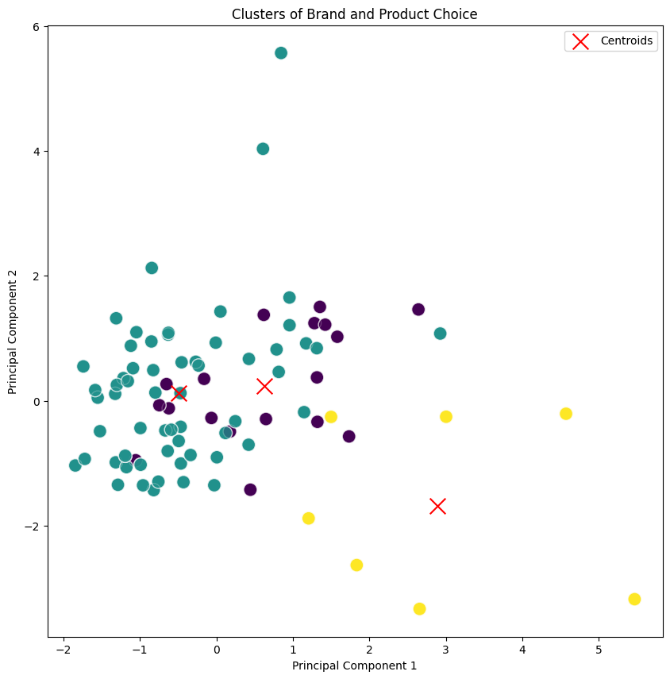 Clusters of Brand and Product Choice
Centroids
6
4
2
0
−2
Principal Component 2
−2 −1 0 1 2 3 4 5
Principal Component 1